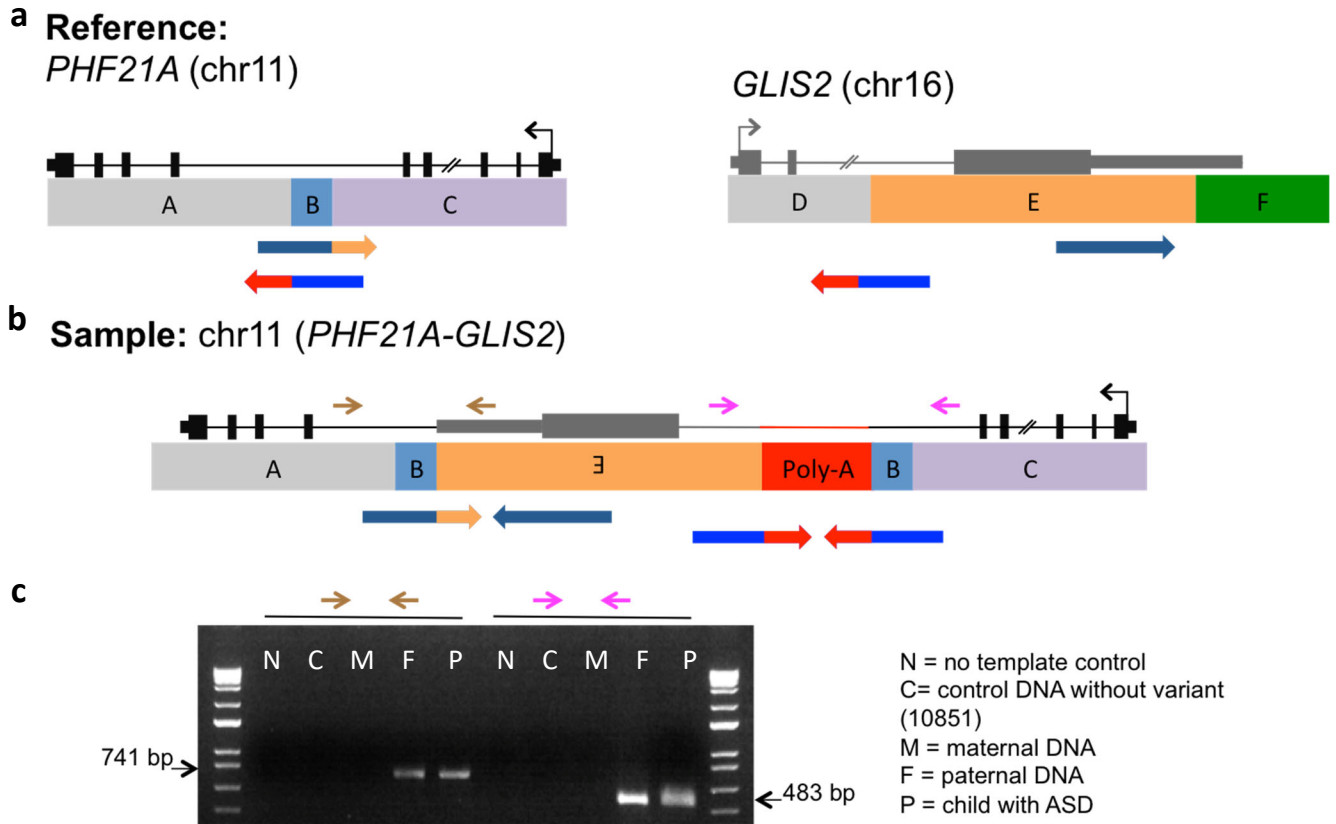 a
Reference:
PHF21A (chr11)
GLIS2 (chr16)
A B C
D E F
b
Sample: chr11 (PHF21A-GLIS2)
A B E Poly-A B C
c
N C M F P N C M F P
741 bp
483 bp
N = no template control
C= control DNA without variant
(10851)
M = maternal DNA
F = paternal DNA
P = child with ASD